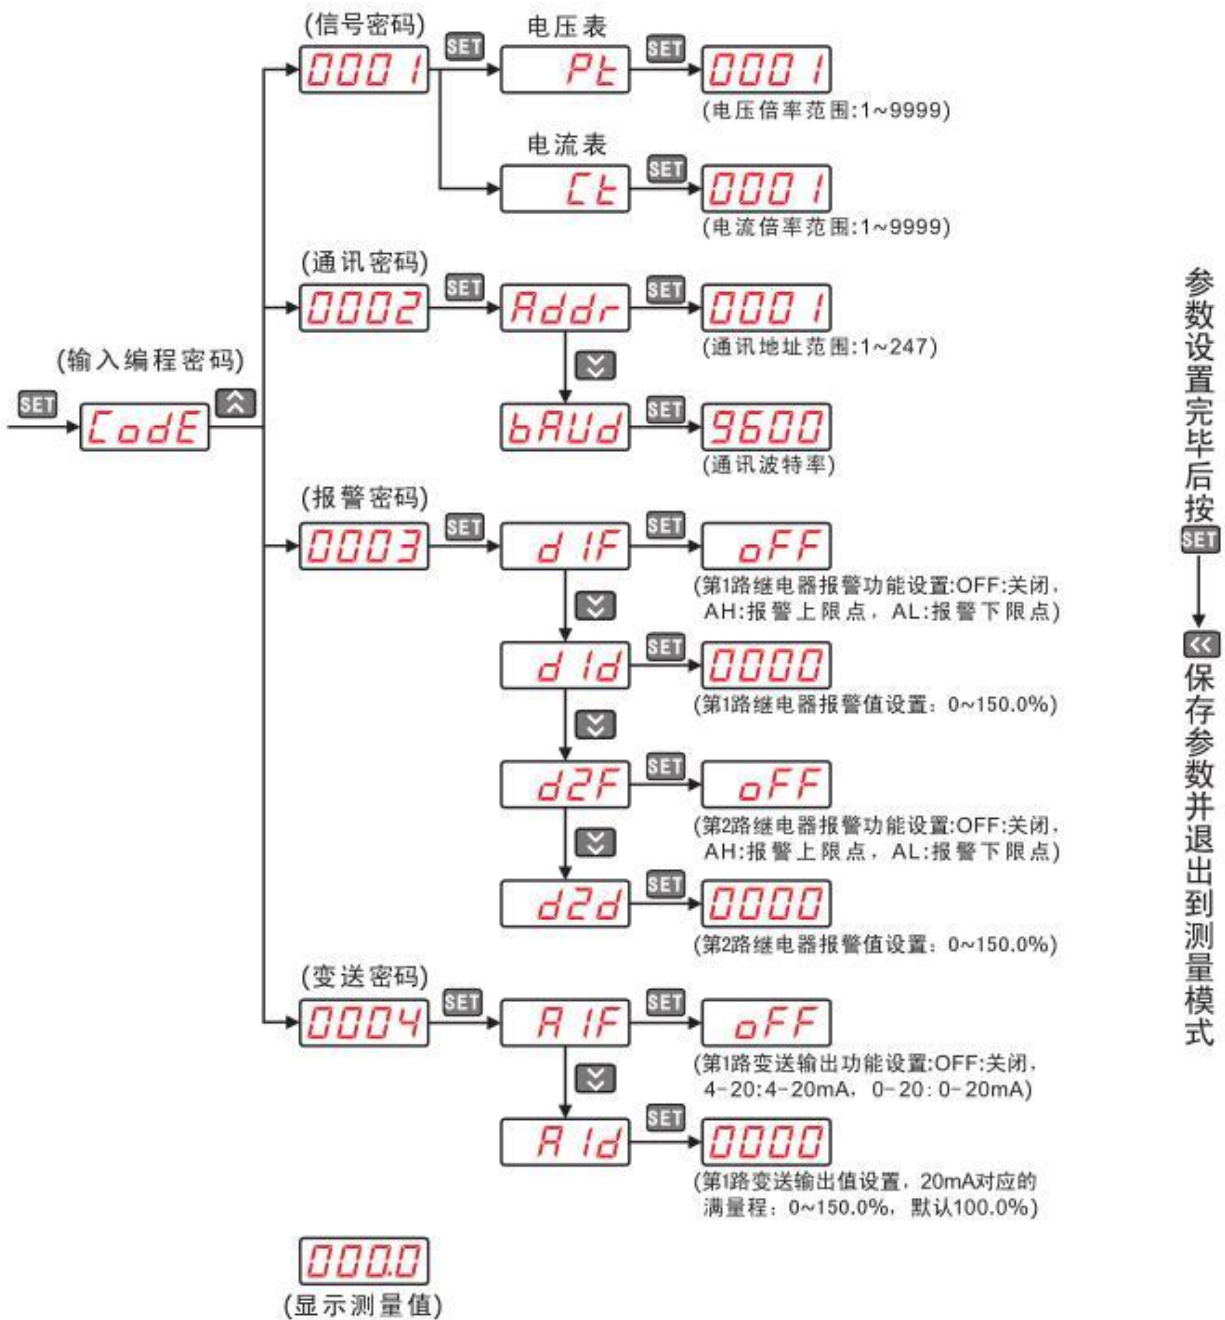 (信号密码)
0001
SET
电压表
Pt
SET
0001
(电压倍率范围:1~9999)
电流表
Ct
SET
0001
(电流倍率范围:1~9999)
(通讯密码)
0002
SET
Addr
SET
0001
(通讯地址范围:1~247)
bAUd
SET
9600
(通讯波特率)
(输入编程密码)
SET
CodE
(报警密码)
0003
SET
d1F
SET
oFF
(第1路继电器报警功能设置:OFF:关闭,
AH:报警上限点,AL:报警下限点)
d1d
SET
0000
(第1路继电器报警值设置:0~150.0%)
d2F
SET
oFF
(第2路继电器报警功能设置:OFF:关闭,
AH:报警上限点,AL:报警下限点)
d2d
SET
0000
(第2路继电器报警值设置:0~150.0%)
(变送密码)
0004
SET
A1F
SET
oFF
(第1路变送输出功能设置:OFF:关闭,
4-20:4-20mA,0-20:0-20mA)
A1d
SET
0000
(第1路变送输出值设置,20mA对应的
满量程:0~150.0%,默认100.0%)
000.0
(显示测量值)
参数设置完毕后按
SET
保存参数并退出到测量模式